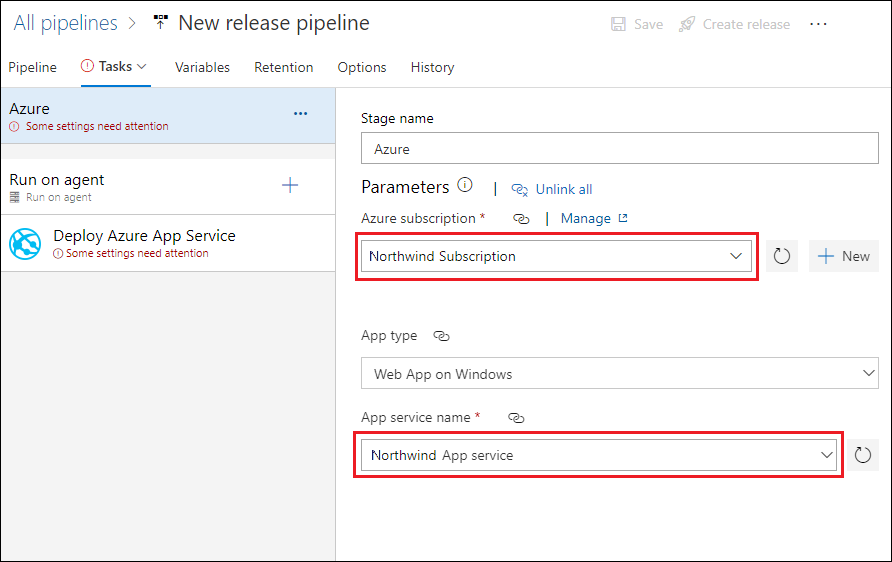 All pipelines > New release pipeline
Save
Create release
...
Pipeline
Tasks
Variables
Retention
Options
History
Azure
...
Some settings need attention
Run on agent
Run on agent
Deploy Azure App Service
Some settings need attention
Stage name
Azure
Parameters | Unlink all
Azure subscription * | Manage
Northwind Subscription
New
App type
Web App on Windows
App service name *
Northwind App service